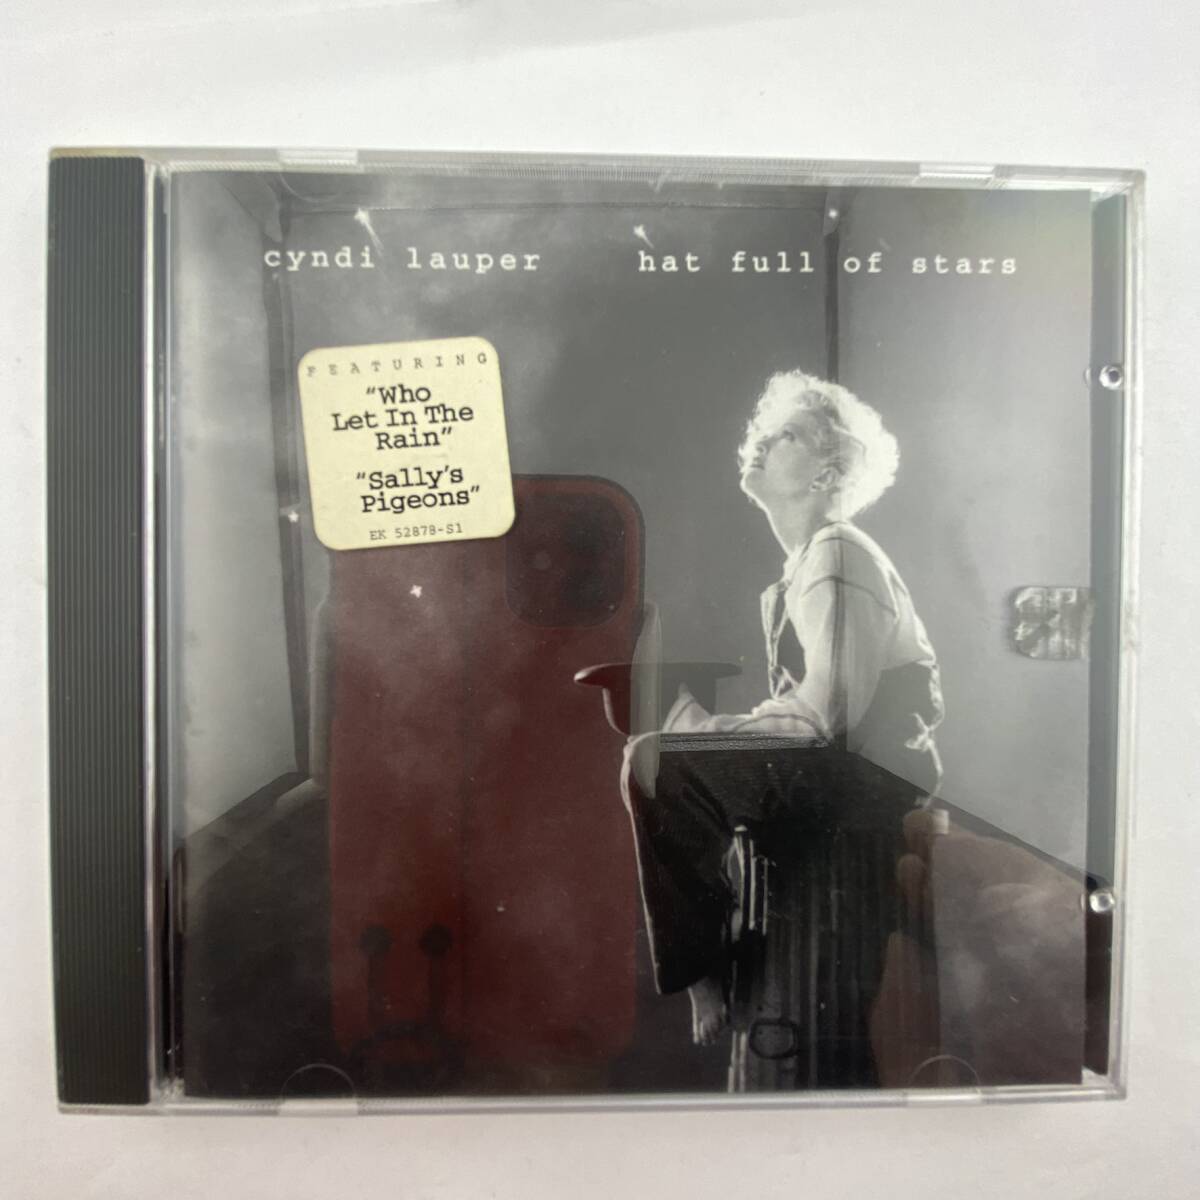 cyndi lauper hat full of stars
FEATURING
"Who
Let In The
Rain"
"Sally's
Pigeons"
EK 52878-S1